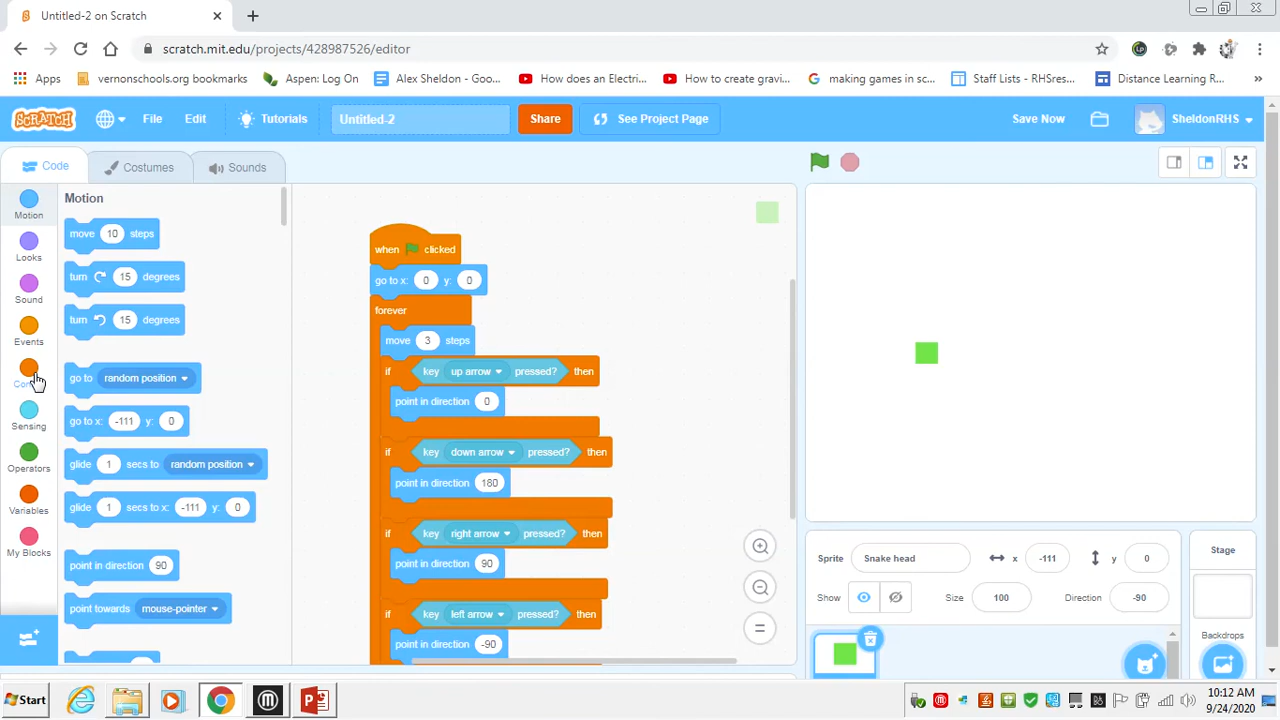 Untitled-2 on Scratch
scratch.mit.edu/projects/428987526/editor
Apps vernonschools.org bookmarks Aspen: Log On Alex Sheldon - Goo... How does an Electri... How to create gravi... making games in sc... Staff Lists - RHSres... Distance Learning R... »
SCRATCH File Edit Tutorials Untitled-2 Share See Project Page Save Now SheldonRHS
Code Costumes Sounds
Motion
Looks
Sound
Events
Sensing
Operators
Variables
My Blocks
Motion
move 10 steps
turn 15 degrees
turn 15 degrees
go to random position
go to x: -111 y: 0
glide 1 secs to random position
glide 1 secs to x: -111 y: 0
point in direction 90
point towards mouse-pointer
when clicked
go to x: 0 y: 0
forever
move 3 steps
if key up arrow pressed? then
point in direction 0
if key down arrow pressed? then
point in direction 180
if key right arrow pressed? then
point in direction 90
if key left arrow pressed? then
point in direction -90
Sprite Snake head x -111 y 0
Show Size 100 Direction -90
Stage
Backdrops
Start
10:12 AM
9/24/2020